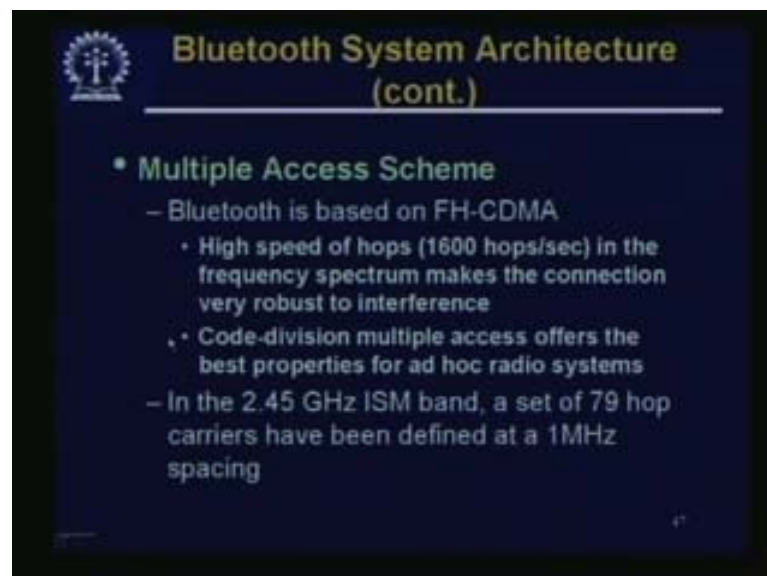 Bluetooth System Architecture
(cont.)
• Multiple Access Scheme
– Bluetooth is based on FH-CDMA
• High speed of hops (1600 hops/sec) in the
frequency spectrum makes the connection
very robust to interference
• Code-division multiple access offers the
best properties for ad hoc radio systems
– In the 2.45 GHz ISM band, a set of 79 hop
carriers have been defined at a 1MHz
spacing